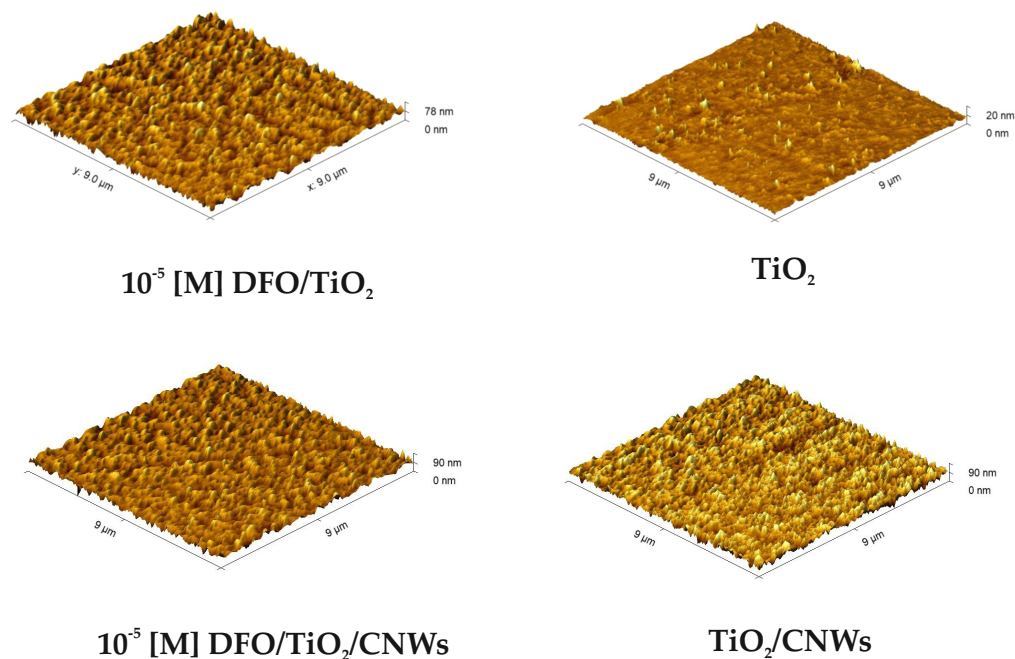 78 nm
0 nm
y: 9.0 µm
x: 9.0 µm
10⁻⁵ [M] DFO/TiO₂
20 nm
0 nm
9 µm
9 µm
TiO₂
90 nm
0 nm
9 µm
9 µm
10⁻⁵ [M] DFO/TiO₂/CNWs
90 nm
0 nm
9 µm
9 µm
TiO₂/CNWs